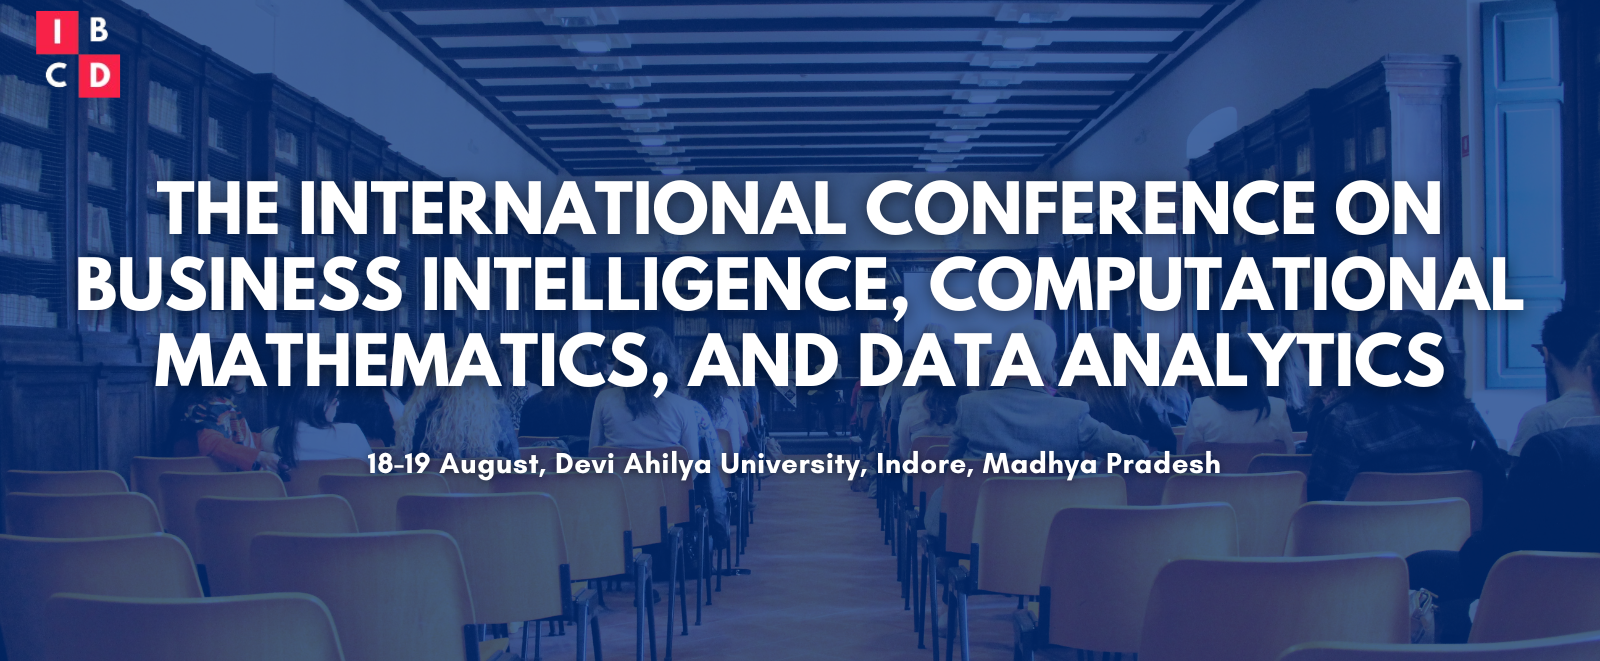 I B
C D
THE INTERNATIONAL CONFERENCE ON
BUSINESS INTELLIGENCE, COMPUTATIONAL
MATHEMATICS, AND DATA ANALYTICS
18-19 August, Devi Ahilya University, Indore, Madhya Pradesh